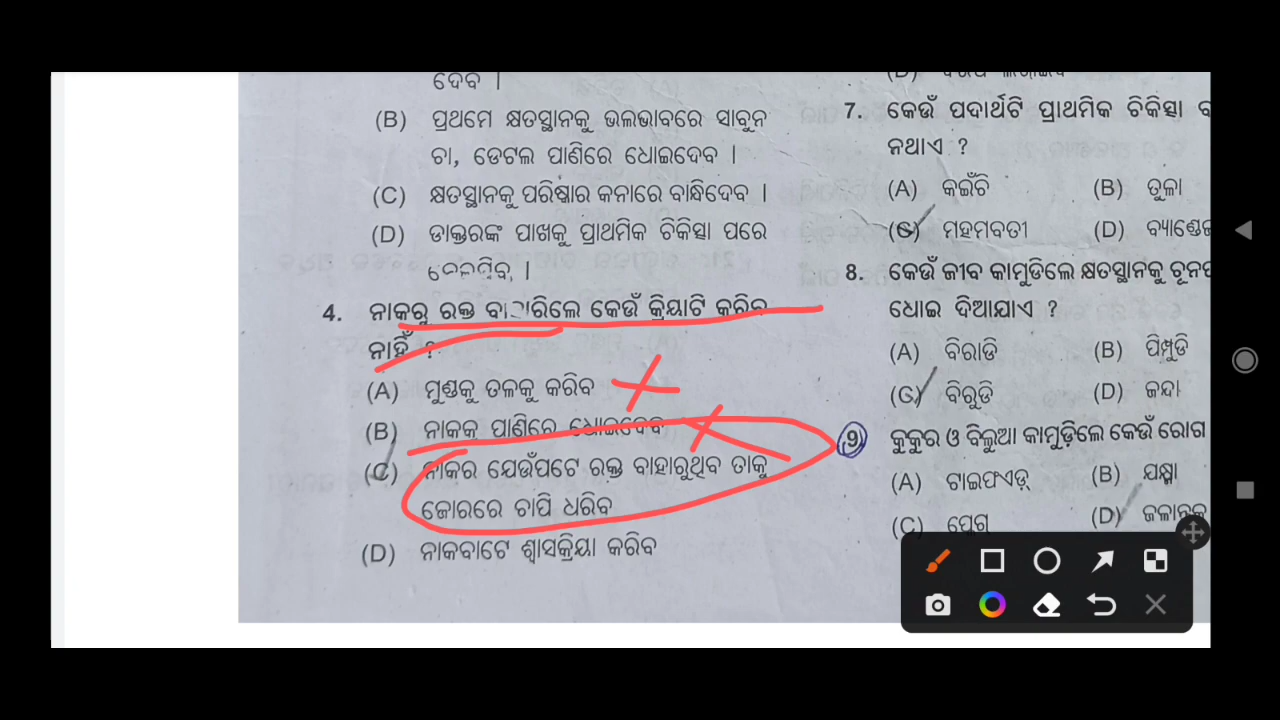 ଦେବ ।
(B) ପ୍ରଥମେ କ୍ଷତସ୍ଥାନକୁ ଭଲଭାବରେ ସାବୁନ
ଚା, ଡେଟଲ ପାଣିରେ ଧୋଇଦେବ ।
(C) କ୍ଷତସ୍ଥାନକୁ ପରିଷ୍କାର କନାରେ ବାନ୍ଧିଦେବ ।
(D) ଡାକ୍ତରଙ୍କ ପାଖକୁ ପ୍ରାଥମିକ ଚିକିତ୍ସା ପରେ
ନେଇଯିବ ।
4. ନାକରୁ ରକ୍ତ ବାହାରିଲେ କେଉଁ କ୍ରିୟାଟି କରିବ
ନାହିଁ ?
(A) ମୁଣ୍ଡକୁ ତଳକୁ କରିବ
(B) ନାକକୁ ପାଣିରେ ଧୋଇଦେବ
(C) ନାକର ଯେଉଁପଟେ ରକ୍ତ ବାହାରୁଥିବ ତାକୁ
ଜୋରରେ ଚାପି ଧରିବ
(D) ନାକବାଟେ ଶ୍ୱାସକ୍ରିୟା କରିବ
7. କେଉଁ ପଦାର୍ଥଟି ପ୍ରାଥମିକ ଚିକିତ୍ସା
ନଥାଏ ?
(A) କଇଁଚି (B) ତୁଳା
(C) ମହମବତୀ (D) ବ୍ୟାଣ୍ଡେଜ
8. କେଉଁ ଜୀବ କାମୁଡିଲେ କ୍ଷତସ୍ଥାନକୁ
ଧୋଇ ଦିଆଯାଏ ?
(A) ବିରାଡି (B) ପିମ୍ପୁଡି
(C) ବିରୁଡି (D) ଜନ୍ଦା
9. କୁକୁର ଓ ବିଲୁଆ କାମୁଡ଼ିଲେ କେଉଁ ରୋଗ
(A) ଟାଇଫଏଡ୍ (B) ଯକ୍ଷ୍ମା
(C) ପ୍ଲେଗ୍ (D) ଜଳାତଙ୍କ